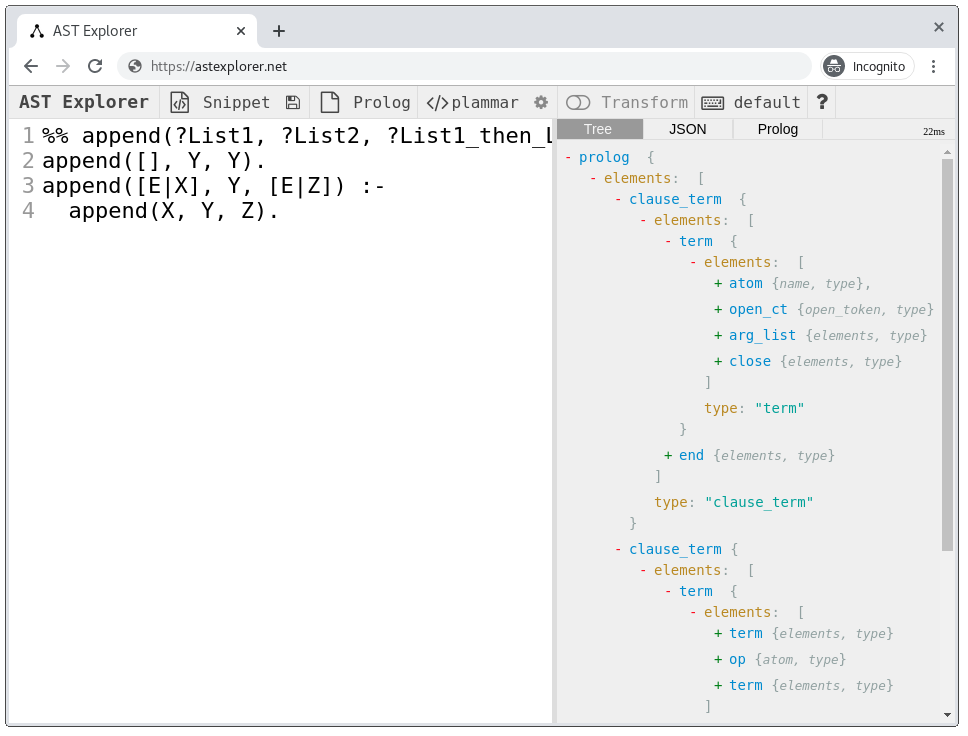 AST Explorer
https://astexplorer.net
Incognito
AST Explorer Snippet Prolog </>plammar Transform default ?
1 %% append(?List1, ?List2, ?List1_then_L
2 append([], Y, Y).
3 append([E|X], Y, [E|Z]) :-
4 append(X, Y, Z).
Tree JSON Prolog 22ms
- prolog {
- elements: [
- clause_term {
- elements: [
- term {
- elements: [
+ atom {name, type},
+ open_ct {open_token, type}
+ arg_list {elements, type}
+ close {elements, type}
]
type: "term"
}
+ end {elements, type}
]
type: "clause_term"
}
- clause_term {
- elements: [
- term {
- elements: [
+ term {elements, type}
+ op {atom, type}
+ term {elements, type}
]